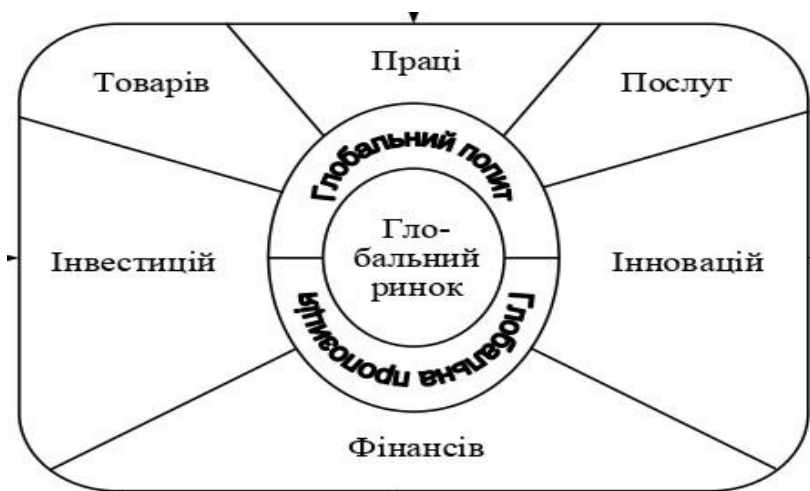 Праці
Товарів
Послуг
Глобальний попит
Гло-
бальний
ринок
Інвестицій
Інновацій
Глобальна пропозиція
Фінансів